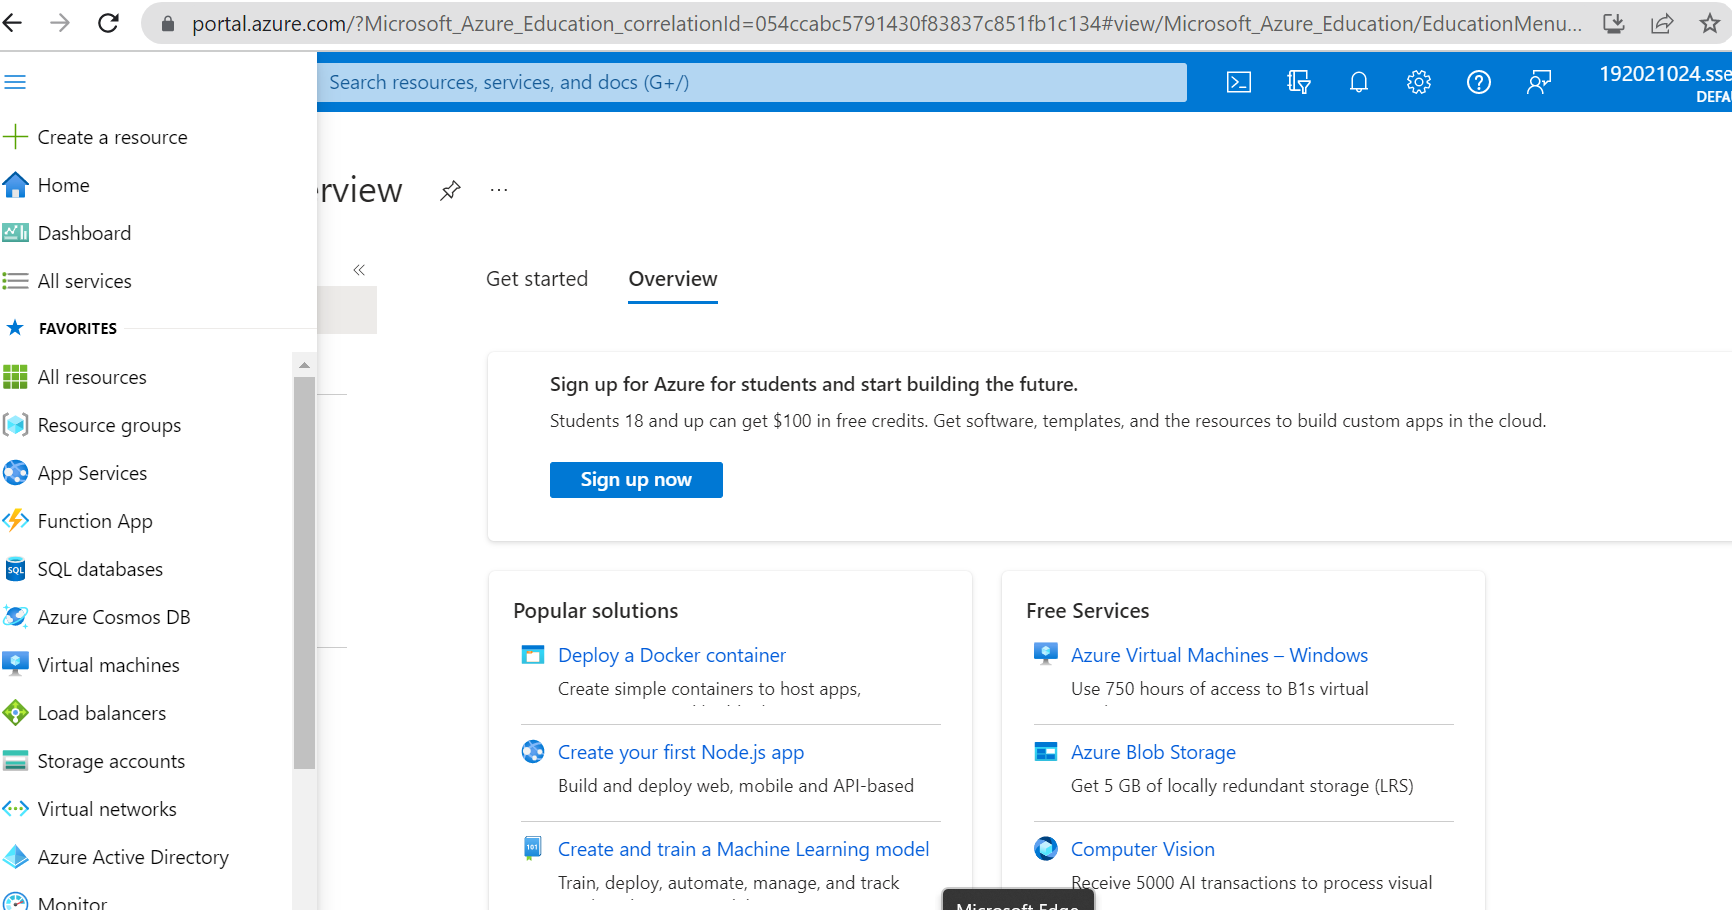 portal.azure.com/?Microsoft_Azure_Education_correlationId=054ccabc5791430f83837c851fb1c134#view/Microsoft_Azure_Education/EducationMenu...
Search resources, services, and docs (G+/)
192021024.sse
DEFAU
Create a resource
Home
Dashboard
All services
FAVORITES
All resources
Resource groups
App Services
Function App
SQL
SQL databases
Azure Cosmos DB
Virtual machines
Load balancers
Storage accounts
Virtual networks
Azure Active Directory
Monitor
rview
...
Get started Overview
Sign up for Azure for students and start building the future.
Students 18 and up can get $100 in free credits. Get software, templates, and the resources to build custom apps in the cloud.
Sign up now
Popular solutions
Deploy a Docker container
Create simple containers to host apps,
Create your first Node.js app
Build and deploy web, mobile and API-based
101
Create and train a Machine Learning model
Train, deploy, automate, manage, and track
Free Services
Azure Virtual Machines – Windows
Use 750 hours of access to B1s virtual
Azure Blob Storage
Get 5 GB of locally redundant storage (LRS)
Computer Vision
Receive 5000 AI transactions to process visual
Microsoft Edge